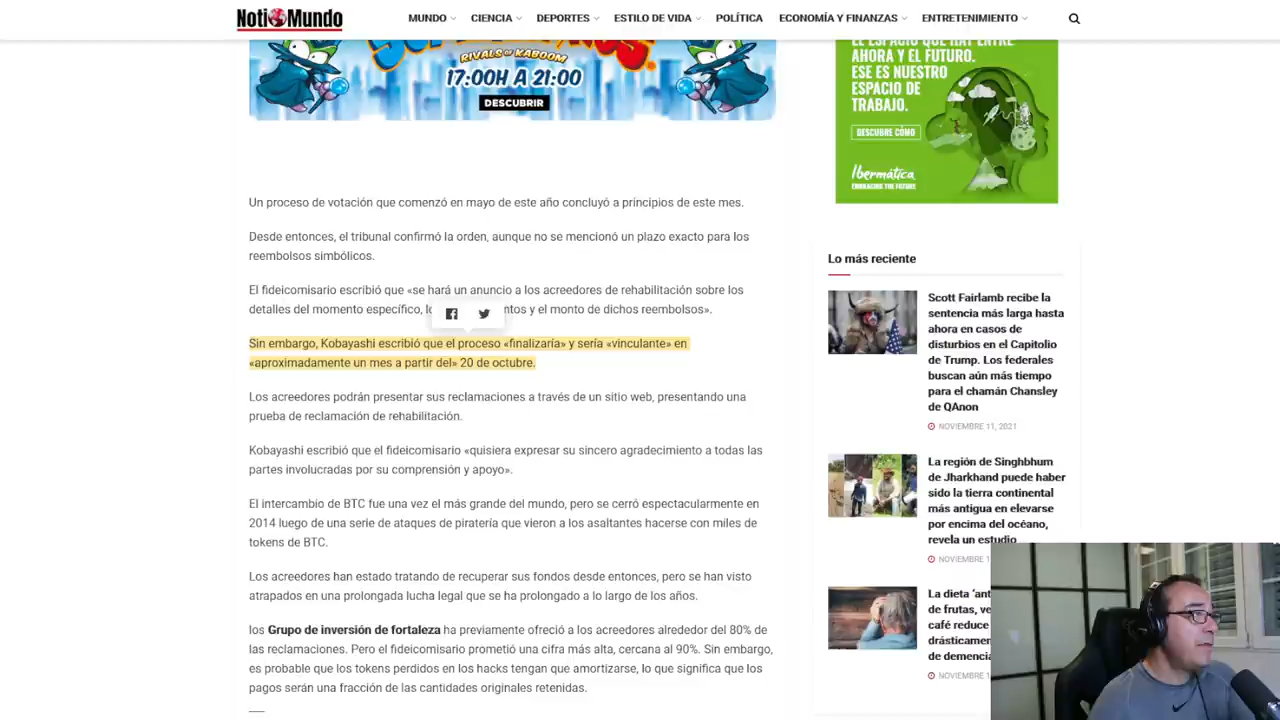 Noti Mundo
MUNDO CIENCIA DEPORTES ESTILO DE VIDA POLÍTICA ECONOMÍA Y FINANZAS ENTRETENIMIENTO
RIVALS OF KABOOM
17:00H A 21:00
DESCUBRIR
EL ESPACIO QUE HAY ENTRE
AHORA Y EL FUTURO.
ESE ES NUESTRO
ESPACIO DE
TRABAJO.
DESCUBRE CÓMO
Ibermática
EMBRACING THE FUTURE
Un proceso de votación que comenzó en mayo de este año concluyó a principios de este mes.
Desde entonces, el tribunal confirmó la orden, aunque no se mencionó un plazo exacto para los
reembolsos simbólicos.
El fideicomisario escribió que «se hará un anuncio a los acreedores de rehabilitación sobre los
detalles del momento específico, ntos y el monto de dichos reembolsos».
Sin embargo, Kobayashi escribió que el proceso «finalizaría» y sería «vinculante» en
«aproximadamente un mes a partir del» 20 de octubre.
Los acreedores podrán presentar sus reclamaciones a través de un sitio web, presentando una
prueba de reclamación de rehabilitación.
Kobayashi escribió que el fideicomisario «quisiera expresar su sincero agradecimiento a todas las
partes involucradas por su comprensión y apoyo».
El intercambio de BTC fue una vez el más grande del mundo, pero se cerró espectacularmente en
2014 luego de una serie de ataques de piratería que vieron a los asaltantes hacerse con miles de
tokens de BTC.
Los acreedores han estado tratando de recuperar sus fondos desde entonces, pero se han visto
atrapados en una prolongada lucha legal que se ha prolongado a lo largo de los años.
los Grupo de inversión de fortaleza ha previamente ofreció a los acreedores alrededor del 80% de
las reclamaciones. Pero el fideicomisario prometió una cifra más alta, cercana al 90%. Sin embargo,
es probable que los tokens perdidos en los hacks tengan que amortizarse, lo que significa que los
pagos serán una fracción de las cantidades originales retenidas.
Lo más reciente
Scott Fairlamb recibe la
sentencia más larga hasta
ahora en casos de
disturbios en el Capitolio
de Trump. Los federales
buscan aún más tiempo
para el chamán Chansley
de QAnon
NOVIEMBRE 11, 2021
La región de Singhbhum
de Jharkhand puede haber
sido la tierra continental
más antigua en elevarse
por encima del océano,
revela un estudio
NOVIEMBRE 1
La dieta 'ant
de frutas, ve
café reduce
drásticamen
de demencia
NOVIEMBRE 1